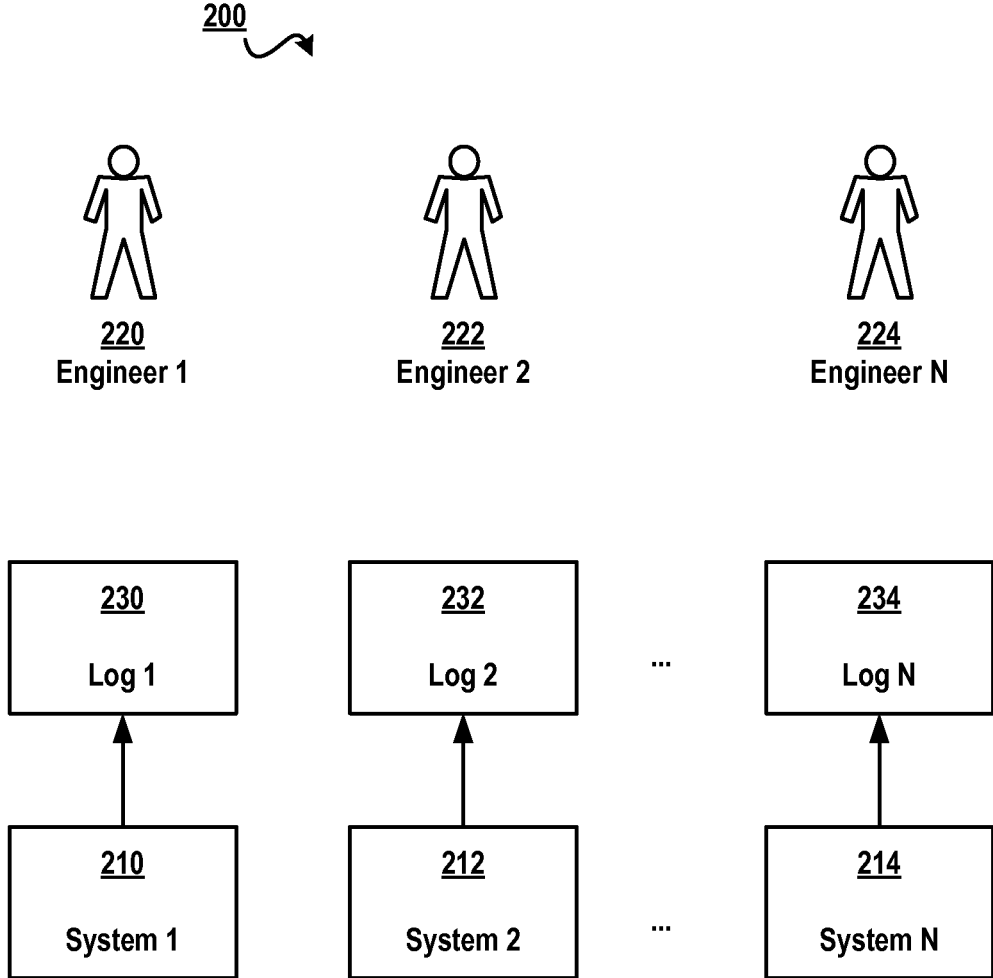 200
220 222 224
Engineer 1 Engineer 2 Engineer N
230 232 234
Log 1 Log 2 ... Log N
210 212 214
System 1 System 2 ... System N